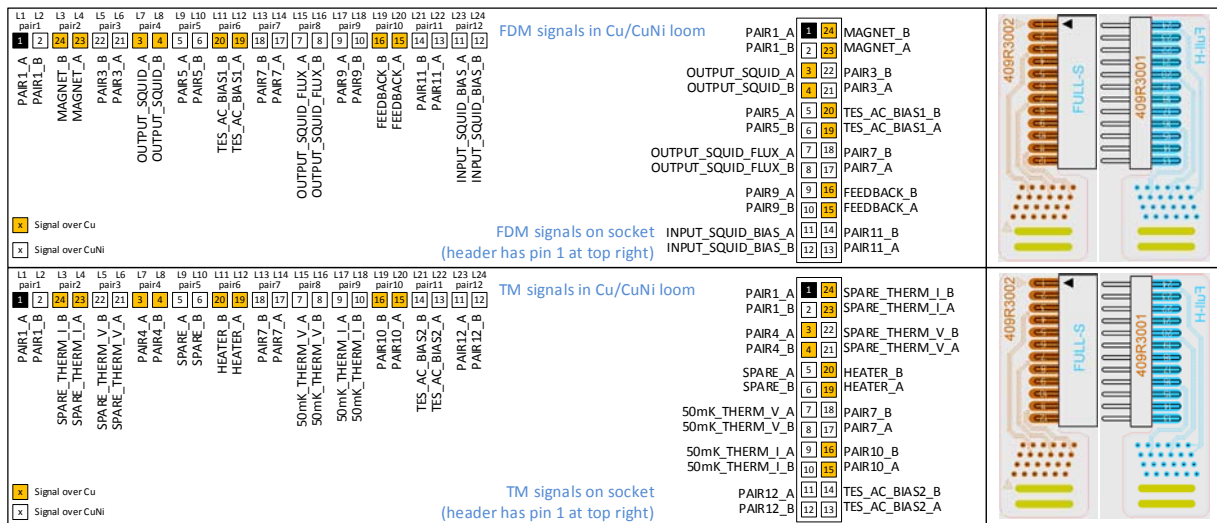 L1 L2 L3 L4 L5 L6 L7 L8 L9 L10 L11 L12 L13 L14 L15 L16 L17 L18 L19 L20 L21 L22 L23 L24
pair1 pair2 pair3 pair4 pair5 pair6 pair7 pair8 pair9 pair10 pair11 pair12
1 2 24 23 22 21 3 4 5 6 20 19 18 17 7 8 9 10 16 15 14 13 11 12
PAIR1_A
PAIR1_B
MAGNET_B
MAGNET_A
PAIR3_B
PAIR3_A
OUTPUT_SQUID_A
OUTPUT_SQUID_B
PAIR5_A
PAIR5_B
TES_AC_BIAS1_B
TES_AC_BIAS1_A
PAIR7_B
PAIR7_A
OUTPUT_SQUID_FLUX_A
OUTPUT_SQUID_FLUX_B
PAIR9_A
PAIR9_B
FEEDBACK_B
FEEDBACK_A
PAIR11_B
PAIR11_A
INPUT_SQUID_BIAS_A
INPUT_SQUID_BIAS_B
x Signal over Cu
x Signal over CuNi
FDM signals in Cu/CuNi loom
FDM signals on socket
(header has pin 1 at top right)
PAIR1_A 1 24 MAGNET_B
PAIR1_B 2 23 MAGNET_A
OUTPUT_SQUID_A 3 22 PAIR3_B
OUTPUT_SQUID_B 4 21 PAIR3_A
PAIR5_A 5 20 TES_AC_BIAS1_B
PAIR5_B 6 19 TES_AC_BIAS1_A
OUTPUT_SQUID_FLUX_A 7 18 PAIR7_B
OUTPUT_SQUID_FLUX_B 8 17 PAIR7_A
PAIR9_A 9 16 FEEDBACK_B
PAIR9_B 10 15 FEEDBACK_A
INPUT_SQUID_BIAS_A 11 14 PAIR11_B
INPUT_SQUID_BIAS_B 12 13 PAIR11_A
409R3002
FULL-S
409R3001
Full-H
L1 L2 L3 L4 L5 L6 L7 L8 L9 L10 L11 L12 L13 L14 L15 L16 L17 L18 L19 L20 L21 L22 L23 L24
pair1 pair2 pair3 pair4 pair5 pair6 pair7 pair8 pair9 pair10 pair11 pair12
1 2 24 23 22 21 3 4 5 6 20 19 18 17 7 8 9 10 16 15 14 13 11 12
PAIR1_A
PAIR1_B
SPARE_THERM_I_B
SPARE_THERM_I_A
SPARE_THERM_V_B
SPARE_THERM_V_A
PAIR4_A
PAIR4_B
SPARE_A
SPARE_B
HEATER_B
HEATER_A
PAIR7_B
PAIR7_A
50mK_THERM_V_A
50mK_THERM_V_B
50mK_THERM_I_A
50mK_THERM_I_B
PAIR10_B
PAIR10_A
TES_AC_BIAS2_B
TES_AC_BIAS2_A
PAIR12_A
PAIR12_B
x Signal over Cu
x Signal over CuNi
TM signals in Cu/CuNi loom
TM signals on socket
(header has pin 1 at top right)
PAIR1_A 1 24 SPARE_THERM_I_B
PAIR1_B 2 23 SPARE_THERM_I_A
PAIR4_A 3 22 SPARE_THERM_V_B
PAIR4_B 4 21 SPARE_THERM_V_A
SPARE_A 5 20 HEATER_B
SPARE_B 6 19 HEATER_A
50mK_THERM_V_A 7 18 PAIR7_B
50mK_THERM_V_B 8 17 PAIR7_A
50mK_THERM_I_A 9 16 PAIR10_B
50mK_THERM_I_B 10 15 PAIR10_A
PAIR12_A 11 14 TES_AC_BIAS2_B
PAIR12_B 12 13 TES_AC_BIAS2_A
409R3002
FULL-S
409R3001
Full-H